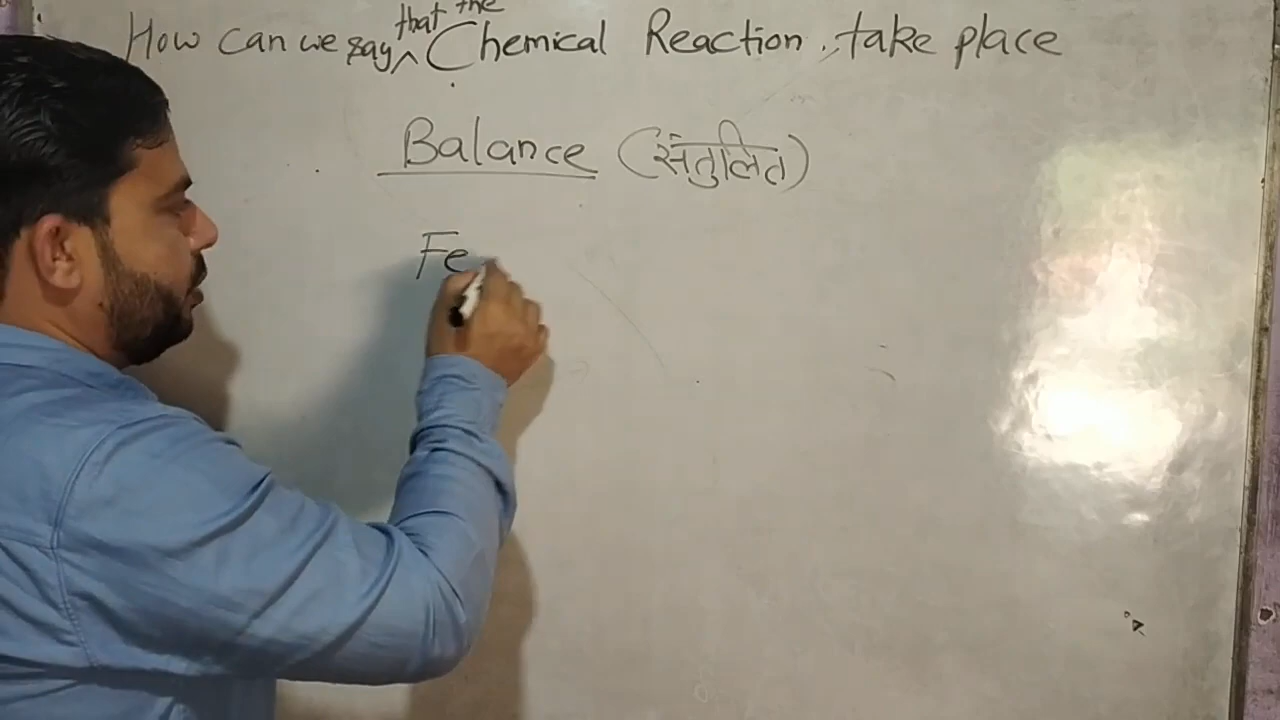 How can we say that the Chemical Reaction take place
Balance (संतुलित)
Fe